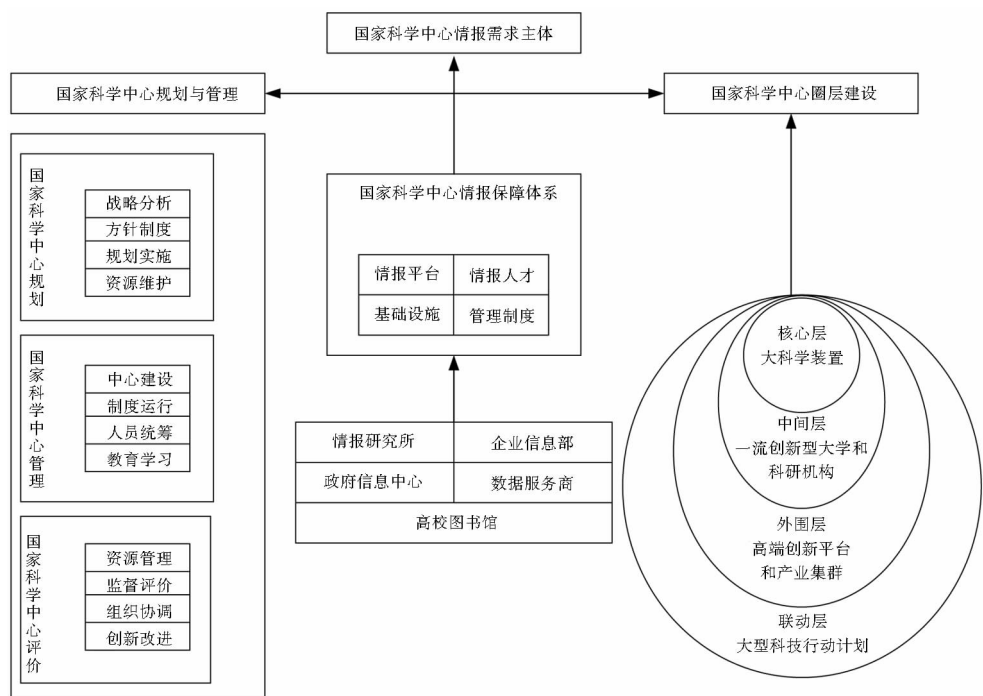 国家科学中心情报需求主体
国家科学中心规划与管理
国家科学中心圈层建设
国家科学中心规划
战略分析
方针制度
规划实施
资源维护
国家科学中心管理
中心建设
制度运行
人员统筹
教育学习
国家科学中心评价
资源管理
监督评价
组织协调
创新改进
国家科学中心情报保障体系
情报平台
情报人才
基础设施
管理制度
情报研究所
企业信息部
政府信息中心
数据服务商
高校图书馆
核心层
大科学装置
中间层
一流创新型大学和
科研机构
外围层
高端创新平台
和产业集群
联动层
大型科技行动计划